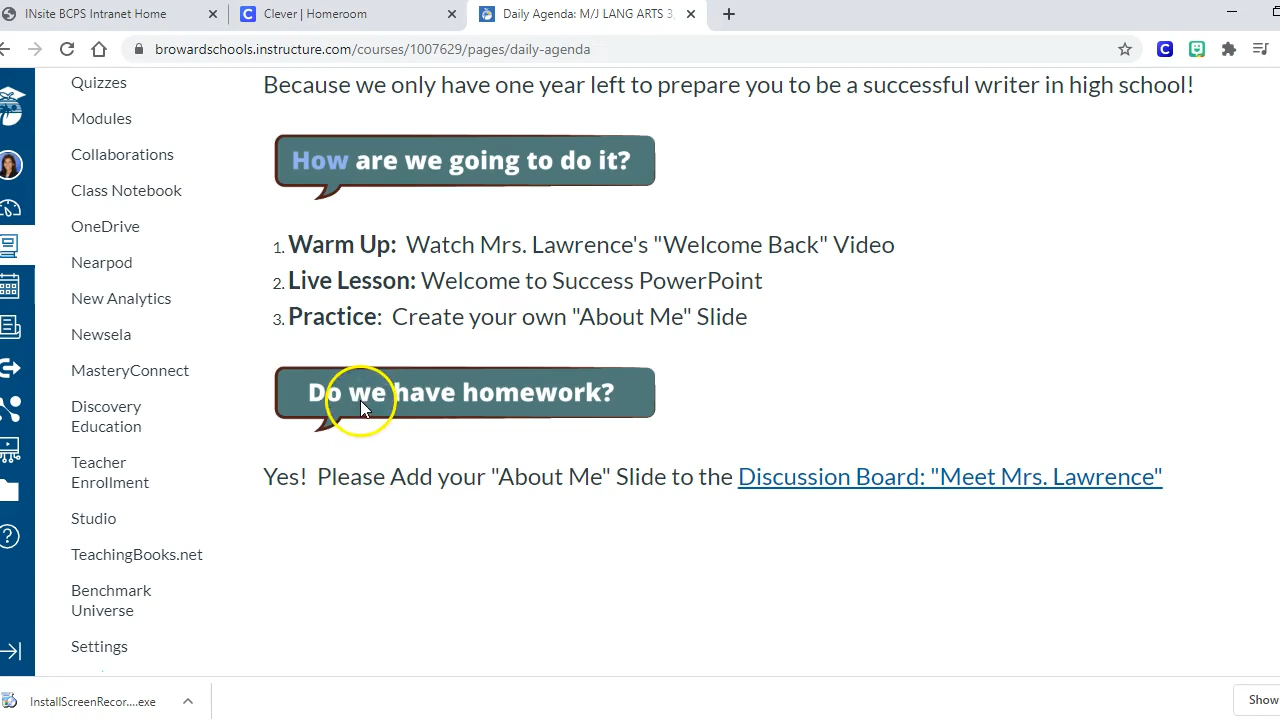 INsite BCPS Intranet Home
Clever | Homeroom
Daily Agenda: M/J LANG ARTS 3,
browardschools.instructure.com/courses/1007629/pages/daily-agenda
Quizzes
Modules
Collaborations
Class Notebook
OneDrive
Nearpod
New Analytics
Newsela
MasteryConnect
Discovery
Education
Teacher
Enrollment
Studio
TeachingBooks.net
Benchmark
Universe
Settings
Because we only have one year left to prepare you to be a successful writer in high school!
How are we going to do it?
1. Warm Up: Watch Mrs. Lawrence's "Welcome Back" Video
2. Live Lesson: Welcome to Success PowerPoint
3. Practice: Create your own "About Me" Slide
Do we have homework?
Yes! Please Add your "About Me" Slide to the Discussion Board: "Meet Mrs. Lawrence"
InstallScreenRecor....exe
Show